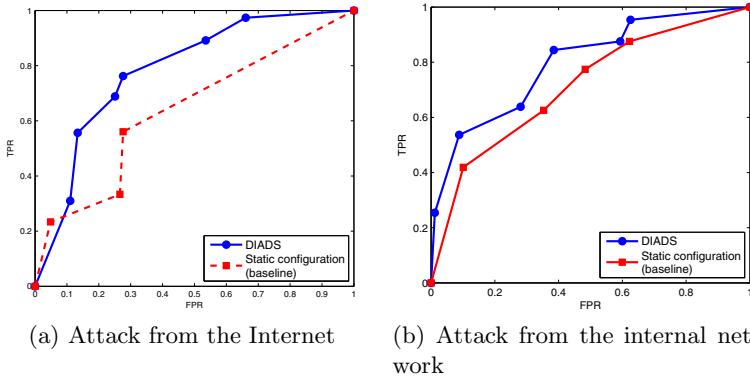 1
0.8
0.6
0.4
0.2
0
TPR
0 0.1 0.2 0.3 0.4 0.5 0.6 0.7 0.8 0.9 1
FPR
DIADS
Static configuration
(baseline)
(a) Attack from the Internet
1
0.8
0.6
0.4
0.2
0
TPR
0 0.2 0.4 0.6 0.8 1
FPR
DIADS
Static configuration
(baseline)
(b) Attack from the internal net
work